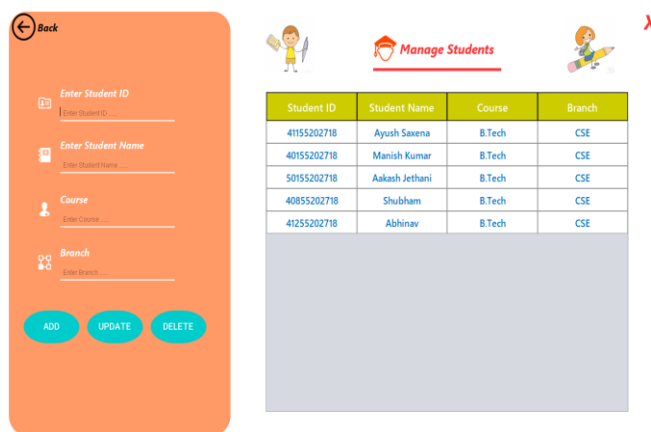 Back
Enter Student ID
Enter Student ID .....
Enter Student Name
Enter Student Name .....
Course
Enter Course .....
Branch
Enter Branch .....
ADD UPDATE DELETE
X
Manage Students
Student ID Student Name Course Branch
41155202718 Ayush Saxena B.Tech CSE
40155202718 Manish Kumar B.Tech CSE
50155202718 Aakash Jethani B.Tech CSE
40855202718 Shubham B.Tech CSE
41255202718 Abhinav B.Tech CSE